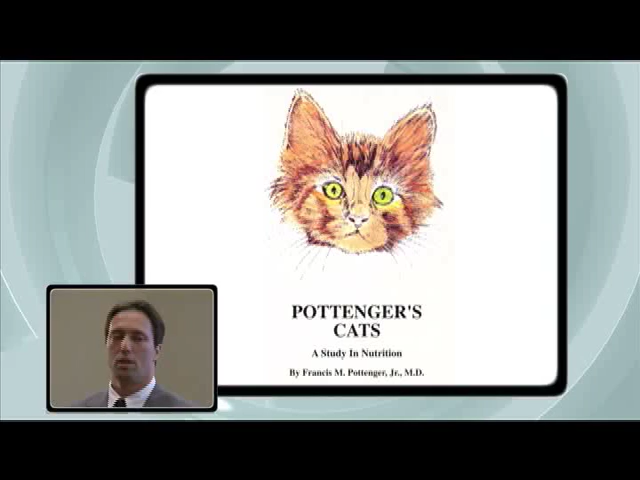 POTTENGER'S
CATS
A Study In Nutrition
By Francis M. Pottenger, Jr., M.D.